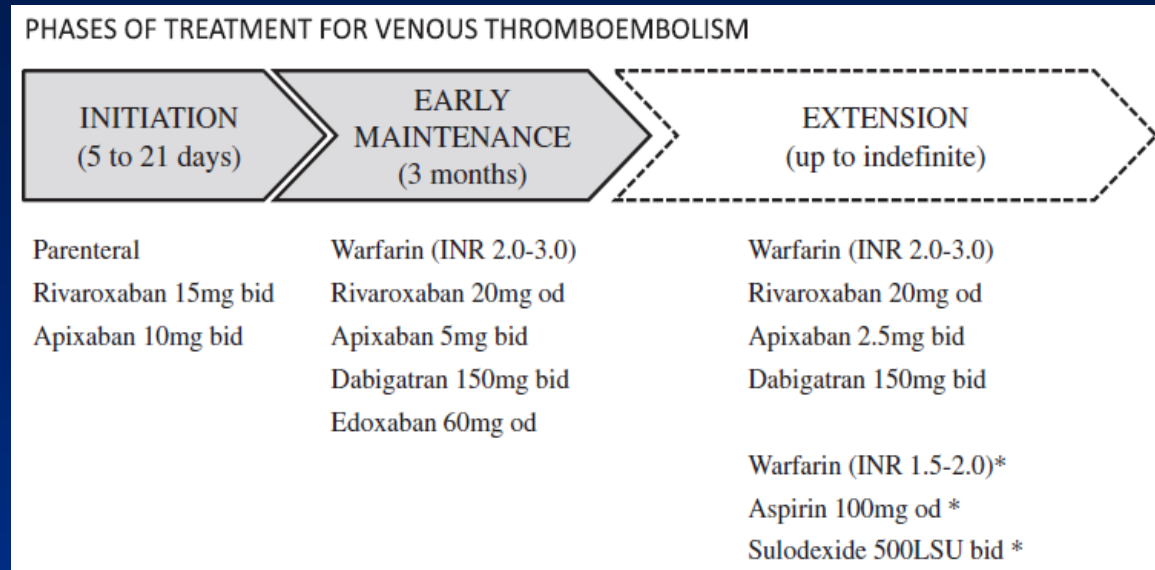 PHASES OF TREATMENT FOR VENOUS THROMBOEMBOLISM
INITIATION
(5 to 21 days)
EARLY
MAINTENANCE
(3 months)
EXTENSION
(up to indefinite)
Parenteral
Rivaroxaban 15mg bid
Apixaban 10mg bid
Warfarin (INR 2.0-3.0)
Rivaroxaban 20mg od
Apixaban 5mg bid
Dabigatran 150mg bid
Edoxaban 60mg od
Warfarin (INR 2.0-3.0)
Rivaroxaban 20mg od
Apixaban 2.5mg bid
Dabigatran 150mg bid
Warfarin (INR 1.5-2.0)*
Aspirin 100mg od *
Sulodexide 500LSU bid *